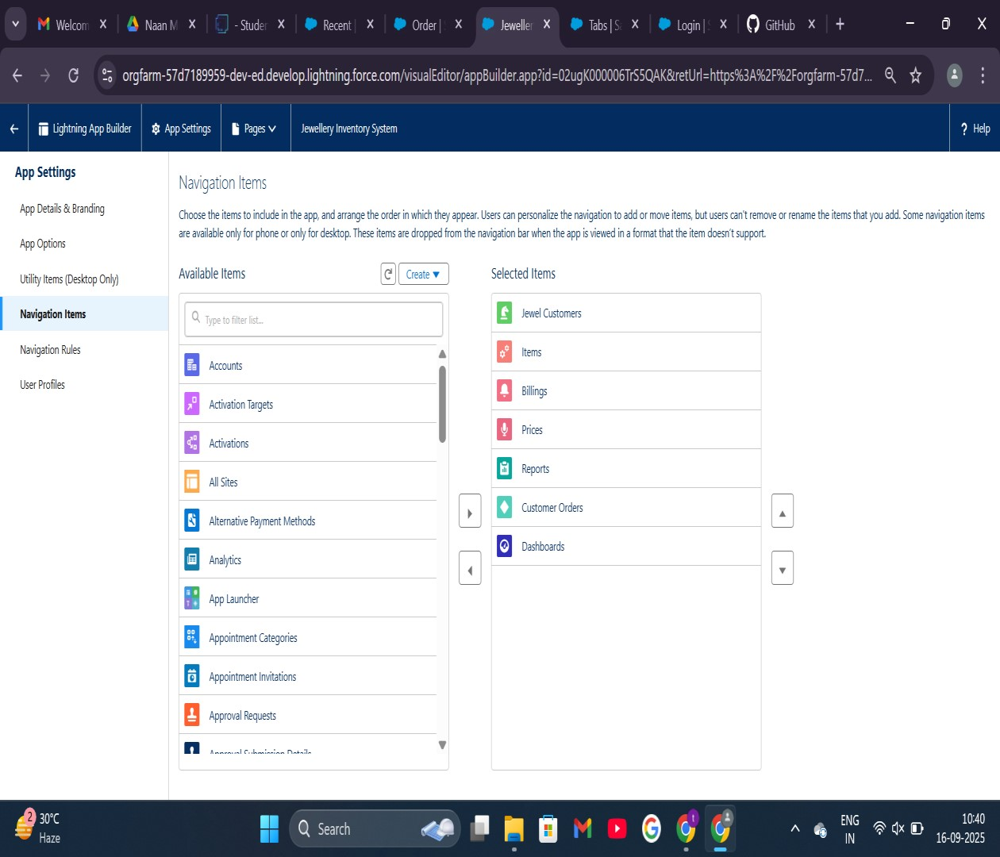 Welcom
Naan M
- Studer
Recent |
Order | S
Jeweller
Tabs | Sa
Login | S
GitHub
orgfarm-57d7189959-dev-ed.develop.lightning.force.com/visualEditor/appBuilder.app?id=02ugK000006TrS5QAK&retUrl=https%3A%2F%2Forgfarm-57d7...
Lightning App Builder
App Settings
Pages
Jewellery Inventory System
? Help
App Settings
App Details & Branding
App Options
Utility Items (Desktop Only)
Navigation Items
Navigation Rules
User Profiles
Navigation Items
Choose the items to include in the app, and arrange the order in which they appear. Users can personalize the navigation to add or move items, but users can't remove or rename the items that you add. Some navigation items
are available only for phone or only for desktop. These items are dropped from the navigation bar when the app is viewed in a format that the item doesn't support.
Available Items
Create
Type to filter list...
Accounts
Activation Targets
Activations
All Sites
Alternative Payment Methods
Analytics
App Launcher
Appointment Categories
Appointment Invitations
Approval Requests
Approval Submission Details
Selected Items
Jewel Customers
Items
Billings
Prices
Reports
Customer Orders
Dashboards
2
30°C
Haze
Search
t
ENG
IN
10:40
16-09-2025